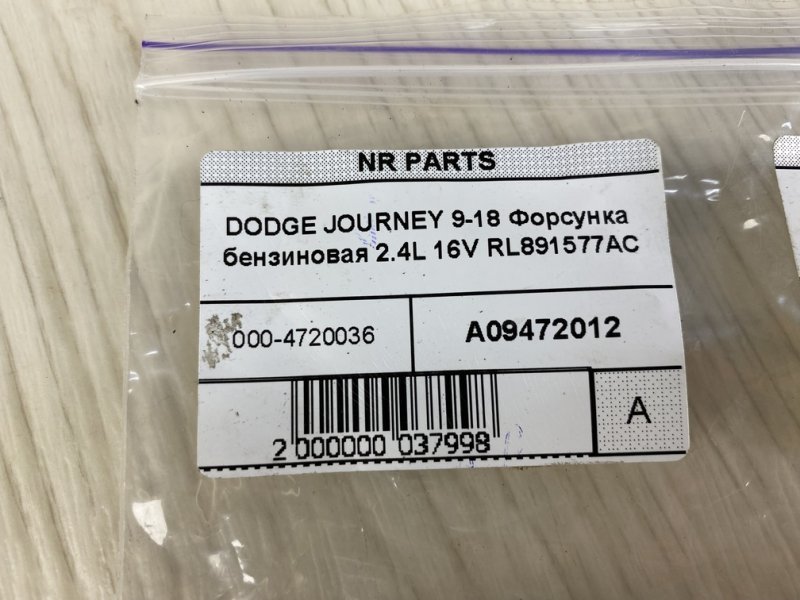 NR PARTS
DODGE JOURNEY 9-18 Форсунка
бензиновая 2.4L 16V RL891577AC
000-4720036
A09472012
2 000000 037998
A